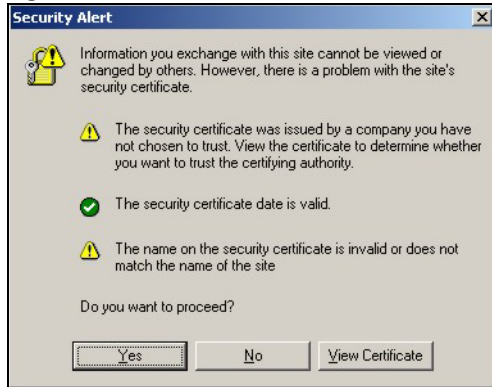 Security Alert
Information you exchange with this site cannot be viewed or
changed by others. However, there is a problem with the site's
security certificate.
The security certificate was issued by a company you have
not chosen to trust. View the certificate to determine whether
you want to trust the certifying authority.
The security certificate date is valid.
The name on the security certificate is invalid or does not
match the name of the site
Do you want to proceed?
Yes No View Certificate